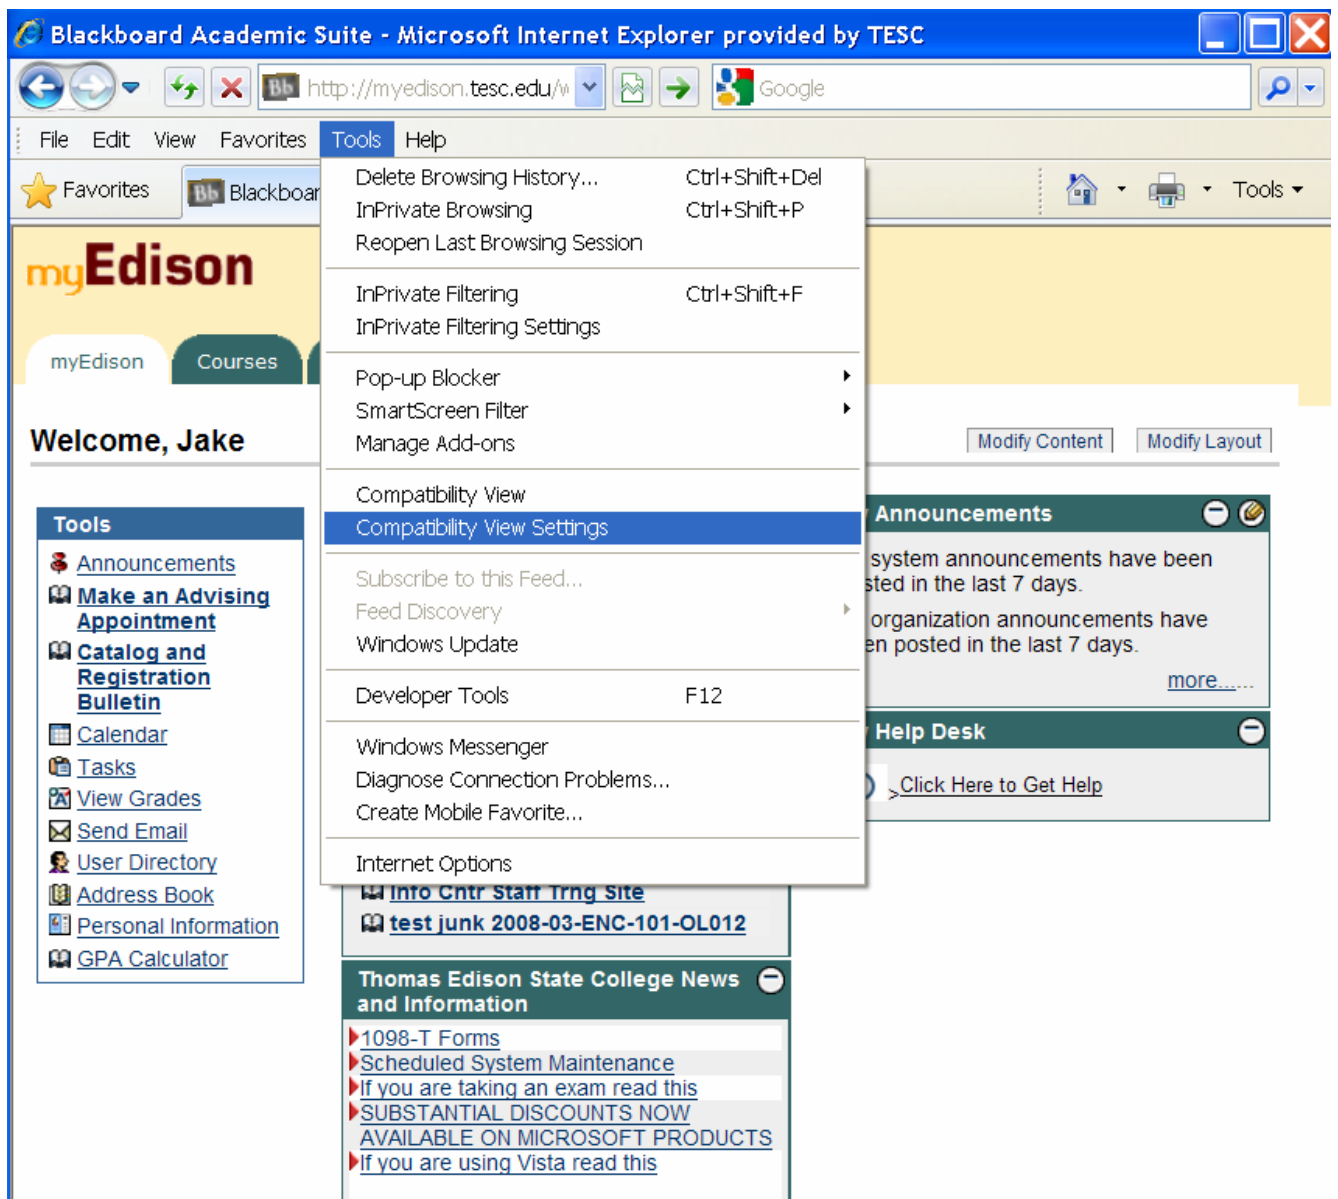 Blackboard Academic Suite - Microsoft Internet Explorer provided by TESC
Bb http://myedison.tesc.edu/w Google
File Edit View Favorites Tools Help
Favorites Bb Blackboar Tools
Delete Browsing History... Ctrl+Shift+Del
InPrivate Browsing Ctrl+Shift+P
Reopen Last Browsing Session
InPrivate Filtering Ctrl+Shift+F
InPrivate Filtering Settings
Pop-up Blocker
SmartScreen Filter
Manage Add-ons
Compatibility View
Compatibility View Settings
Subscribe to this Feed...
Feed Discovery
Windows Update
Developer Tools F12
Windows Messenger
Diagnose Connection Problems...
Create Mobile Favorite...
Internet Options
myEdison
myEdison Courses
Welcome, Jake
Modify Content Modify Layout
Tools
Announcements
Make an Advising
Appointment
Catalog and
Registration
Bulletin
Calendar
Tasks
View Grades
Send Email
User Directory
Address Book
Personal Information
GPA Calculator
Info Cntr Staff Trng Site
test junk 2008-03-ENC-101-OL012
Thomas Edison State College News
and Information
1098-T Forms
Scheduled System Maintenance
If you are taking an exam read this
SUBSTANTIAL DISCOUNTS NOW
AVAILABLE ON MICROSOFT PRODUCTS
If you are using Vista read this
Announcements
system announcements have been
sted in the last 7 days.
organization announcements have
en posted in the last 7 days.
more......
Help Desk
>Click Here to Get Help